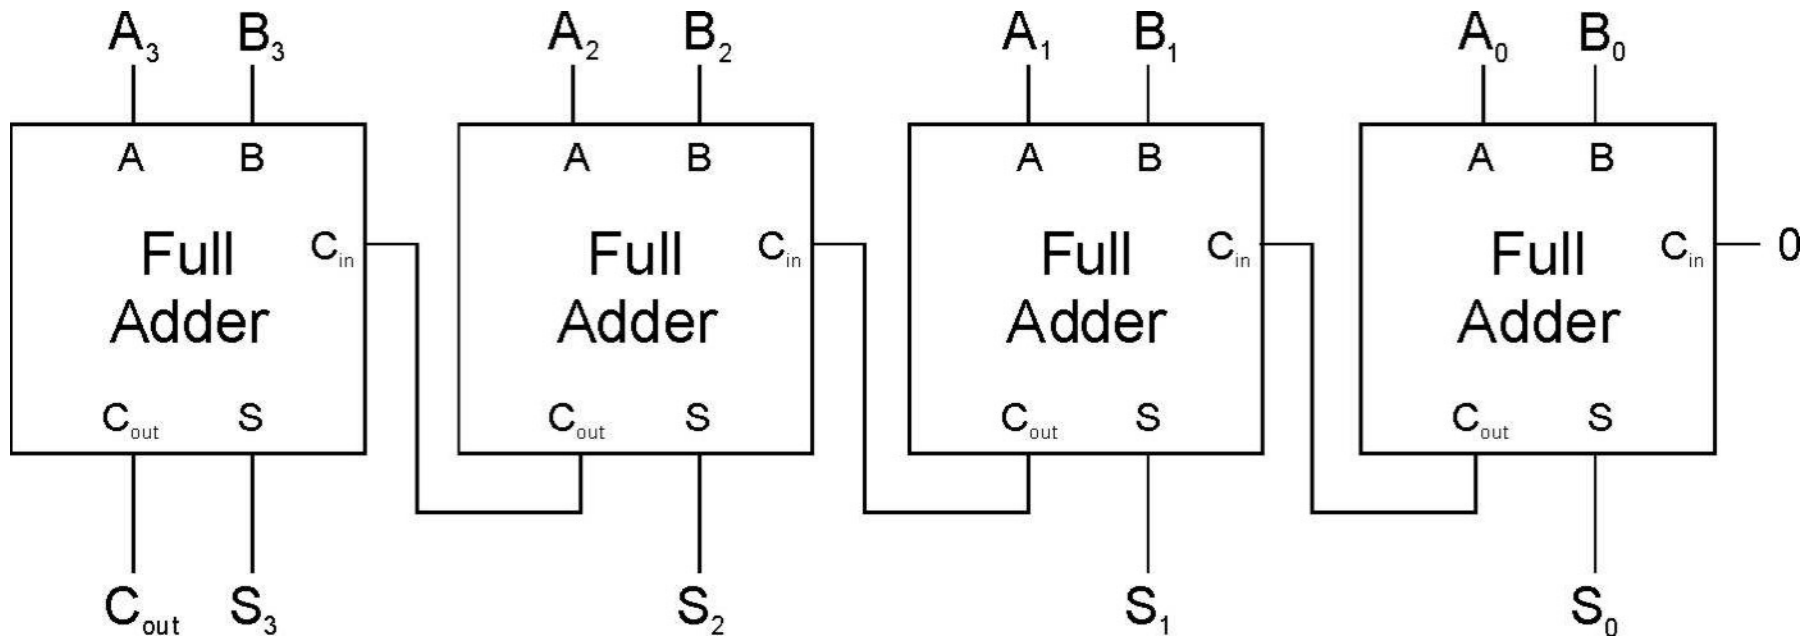 A₃ B₃ A₂ B₂ A₁ B₁ A₀ B₀
A B A B A B A B
Full Full Full Full
Cᵢₙ Cᵢₙ Cᵢₙ Cᵢₙ 0
Adder Adder Adder Adder
Cₒᵤₜ S Cₒᵤₜ S Cₒᵤₜ S Cₒᵤₜ S
Cₒᵤₜ S₃ S₂ S₁ S₀